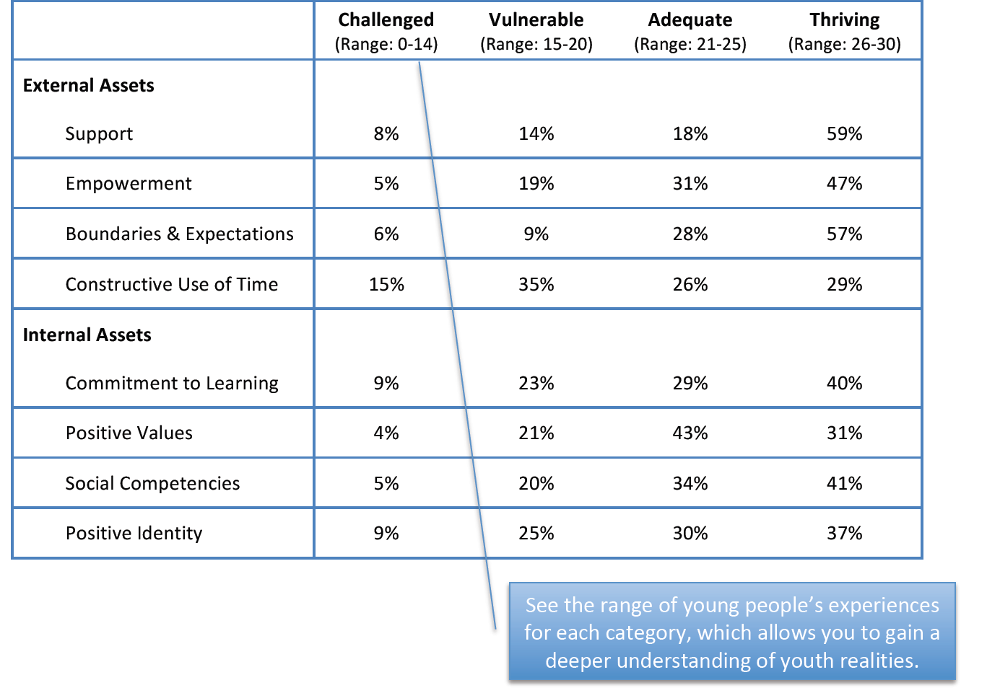 Challenged Vulnerable Adequate Thriving
(Range: 0-14) (Range: 15-20) (Range: 21-25) (Range: 26-30)
External Assets
Support 8% 14% 18% 59%
Empowerment 5% 19% 31% 47%
Boundaries & Expectations 6% 9% 28% 57%
Constructive Use of Time 15% 35% 26% 29%
Internal Assets
Commitment to Learning 9% 23% 29% 40%
Positive Values 4% 21% 43% 31%
Social Competencies 5% 20% 34% 41%
Positive Identity 9% 25% 30% 37%
See the range of young people’s experiences
for each category, which allows you to gain a
deeper understanding of youth realities.